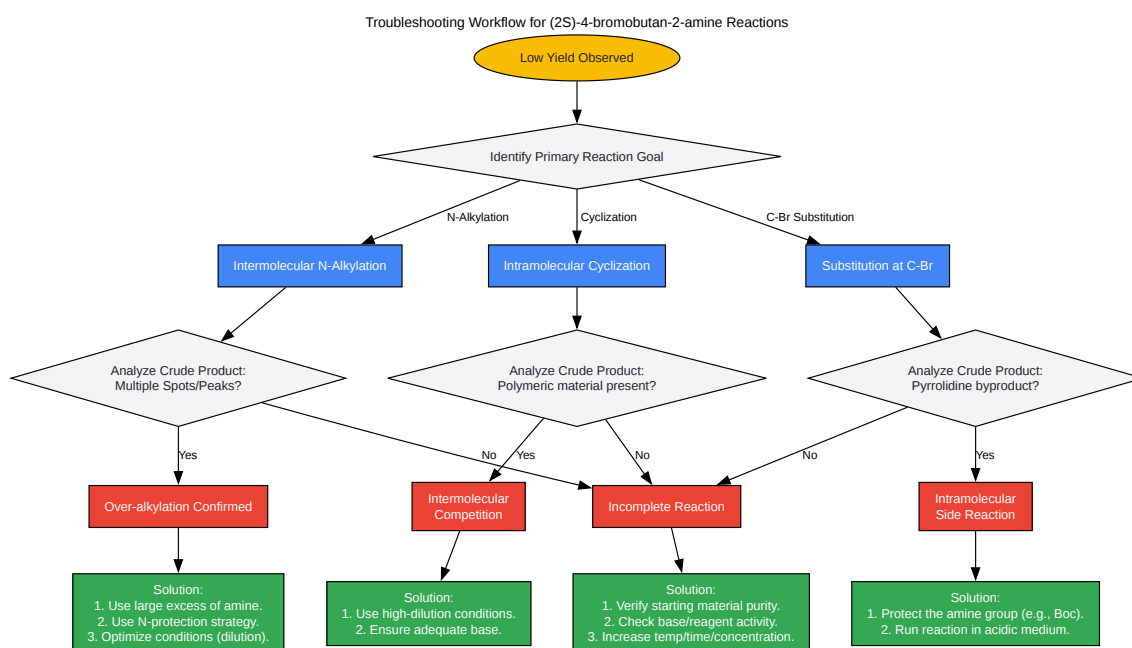 Troubleshooting Workflow for (2S)-4-bromobutan-2-amine Reactions
Low Yield Observed
Identify Primary Reaction Goal
N-Alkylation
Cyclization
C-Br Substitution
Intermolecular N-Alkylation
Intramolecular Cyclization
Substitution at C-Br
Analyze Crude Product:
Multiple Spots/Peaks?
Analyze Crude Product:
Polymeric material present?
Analyze Crude Product:
Pyrrolidine byproduct?
Yes
No
Yes
No
No
Yes
Over-alkylation Confirmed
Intermolecular
Competition
Incomplete Reaction
Intramolecular
Side Reaction
Solution:
1. Use large excess of amine.
2. Use N-protection strategy.
3. Optimize conditions (dilution).
Solution:
1. Use high-dilution conditions.
2. Ensure adequate base.
Solution:
1. Verify starting material purity.
2. Check base/reagent activity.
3. Increase temp/time/concentration.
Solution:
1. Protect the amine group (e.g., Boc).
2. Run reaction in acidic medium.